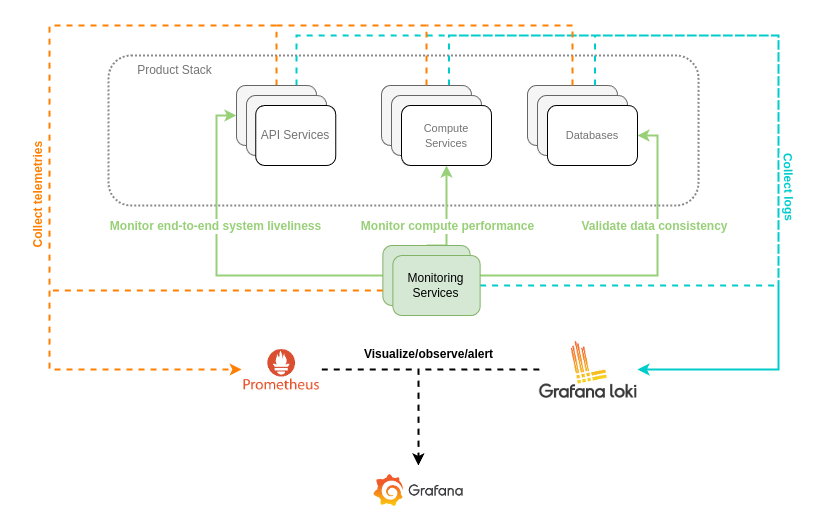 Product Stack
API Services
Compute
Services
Databases
Collect telemetries
Collect logs
Monitor end-to-end system liveliness
Monitor compute performance
Validate data consistency
Monitoring
Services
Visualize/observe/alert
Prometheus
Grafana loki
Grafana